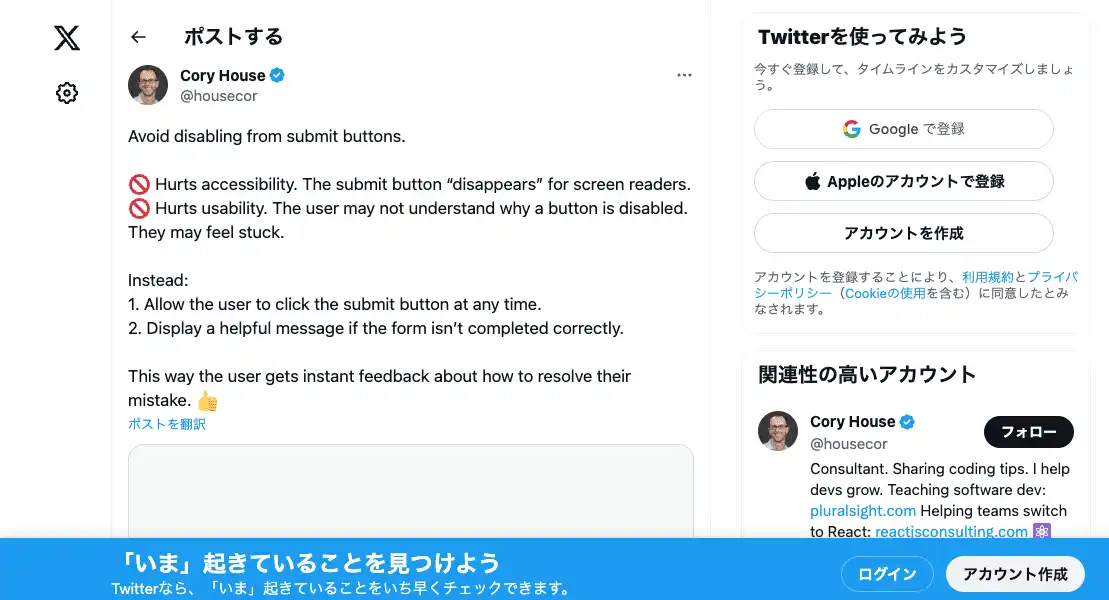 ポストする
Cory House
@housecor
Avoid disabling from submit buttons.
🚫 Hurts accessibility. The submit button “disappears” for screen readers.
🚫 Hurts usability. The user may not understand why a button is disabled.
They may feel stuck.
Instead:
1. Allow the user to click the submit button at any time.
2. Display a helpful message if the form isn’t completed correctly.
This way the user gets instant feedback about how to resolve their
mistake. 👍
ポストを翻訳
Twitterを使ってみよう
今すぐ登録して、タイムラインをカスタマイズしましょ
う。
Google で登録
Appleのアカウントで登録
アカウントを作成
アカウントを登録することにより、利用規約とプライバ
シーポリシー（Cookieの使用を含む）に同意したとみ
なされます。
関連性の高いアカウント
Cory House
@housecor
フォロー
Consultant. Sharing coding tips. I help
devs grow. Teaching software dev:
pluralsight.com Helping teams switch
to React: reactjsconsulting.com ⚛️
「いま」起きていることを見つけよう
Twitterなら、「いま」起きていることをいち早くチェックできます。
ログイン
アカウント作成